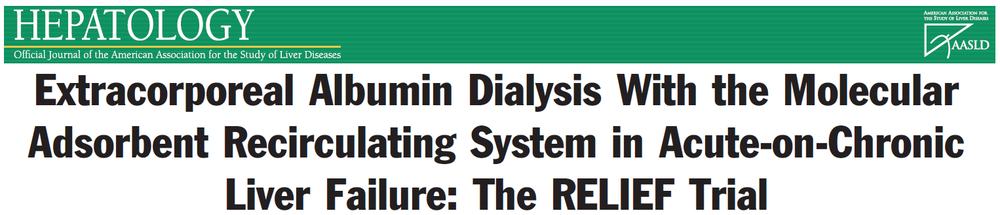 HEPATOLOGY
Official Journal of the American Association for the Study of Liver Diseases
AMERICAN ASSOCIATION FOR
THE STUDY OF LIVER DISEASES
AASLD
Extracorporeal Albumin Dialysis With the Molecular
Adsorbent Recirculating System in Acute-on-Chronic
Liver Failure: The RELIEF Trial